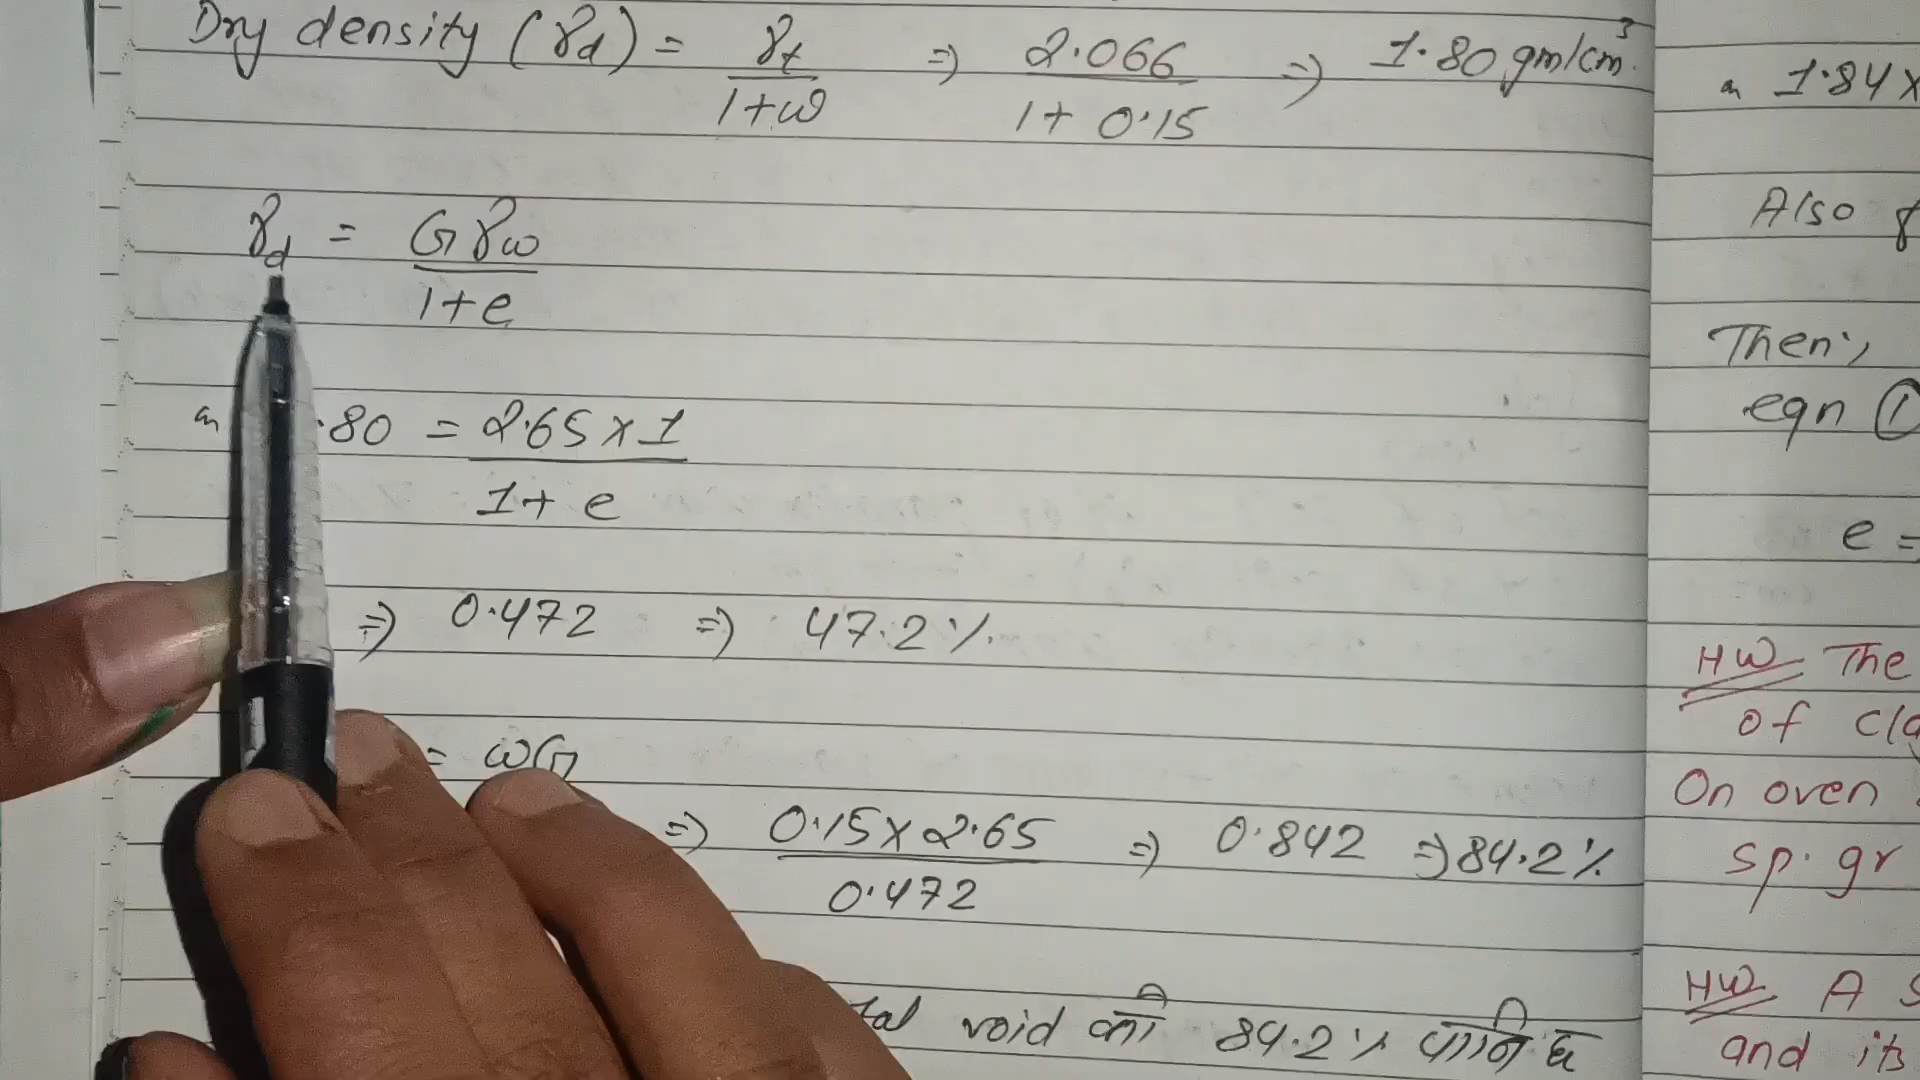 Dry density (γd) = γt / 1+ω ⇒ 2.066 / 1+ 0.15 ⇒ 1.80 gm/cm³.
γd = Gγω / 1+e
.80 = 2.65 x 1 / 1+ e
⇒ 0.472 ⇒ 47.2 %.
= ωG
⇒ 0.15 x 2.65 / 0.472 ⇒ 0.842 ⇒ 84.2 %
void का 84.2 %
1.84 x
Also
Then,
eqn ①
e =
HW The
of cla
On oven
sp. gr
HW A s
and its